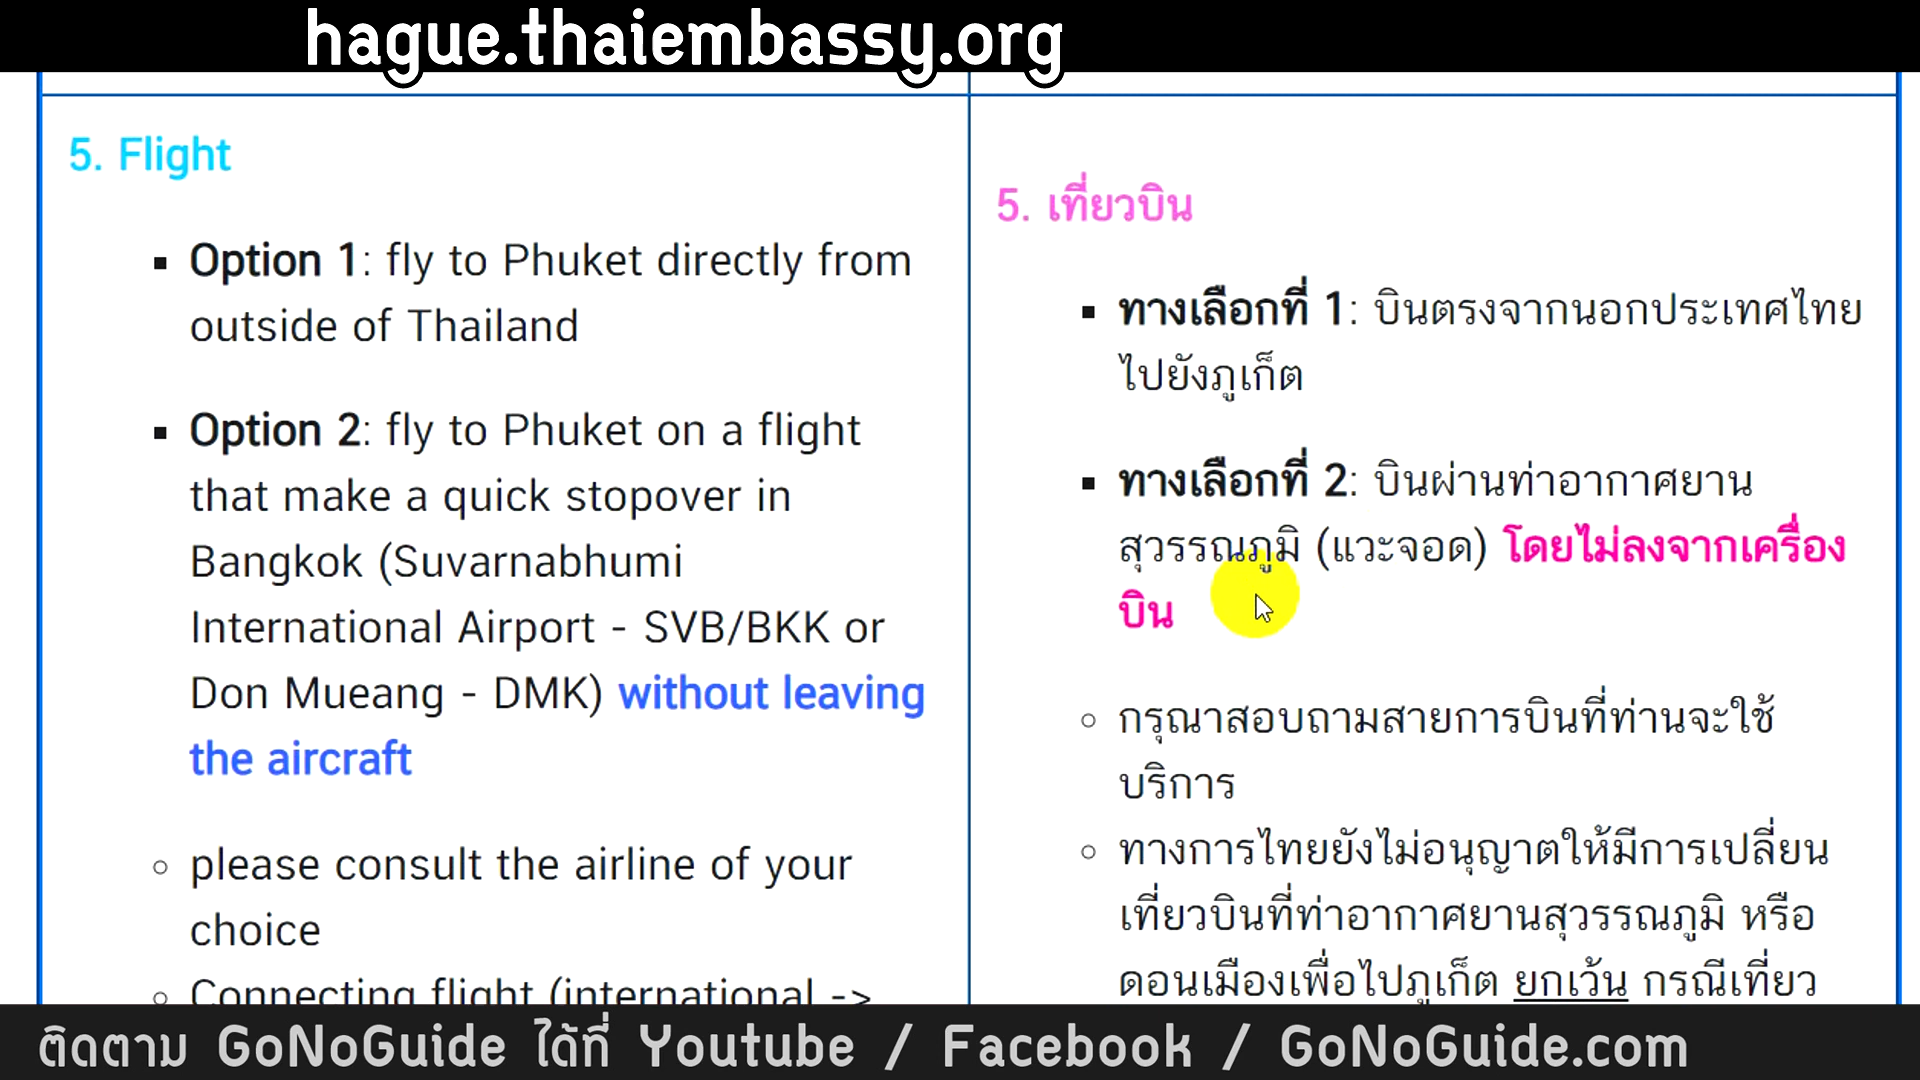 hague.thaiembassy.org
5. Flight
▪ Option 1: fly to Phuket directly from
outside of Thailand
▪ Option 2: fly to Phuket on a flight
that make a quick stopover in
Bangkok (Suvarnabhumi
International Airport - SVB/BKK or
Don Mueang - DMK) without leaving
the aircraft
○ please consult the airline of your
choice
○ Connecting flight (international ->
5. เที่ยวบิน
▪ ทางเลือกที่ 1: บินตรงจากนอกประเทศไทย
ไปยังภูเก็ต
▪ ทางเลือกที่ 2: บินผ่านท่าอากาศยาน
สุวรรณภูมิ (แวะจอด) โดยไม่ลงจากเครื่อง
บิน
○ กรุณาสอบถามสายการบินที่ท่านจะใช้
บริการ
○ ทางการไทยยังไม่อนุญาตให้มีการเปลี่ยน
เที่ยวบินที่ท่าอากาศยานสุวรรณภูมิ หรือ
ดอนเมืองเพื่อไปภูเก็ต ยกเว้น กรณีเที่ยว
ติดตาม GoNoGuide ได้ที่ Youtube / Facebook / GoNoGuide.com